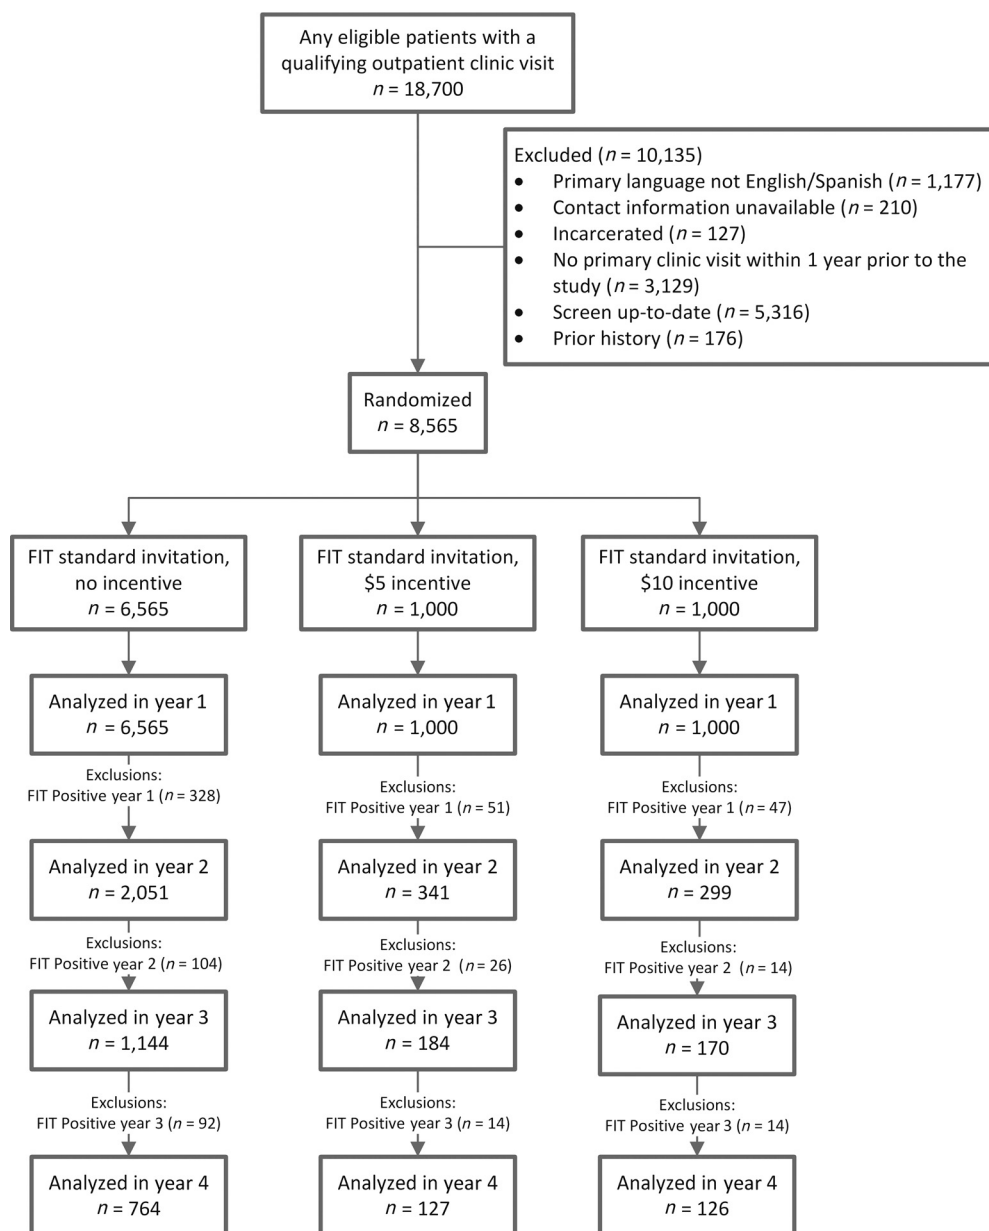 Any eligible patients with a
qualifying outpatient clinic visit
n = 18,700
Excluded (n = 10,135)
• Primary language not English/Spanish (n = 1,177)
• Contact information unavailable (n = 210)
• Incarcerated (n = 127)
• No primary clinic visit within 1 year prior to the
study (n = 3,129)
• Screen up-to-date (n = 5,316)
• Prior history (n = 176)
Randomized
n = 8,565
FIT standard invitation,
no incentive
n = 6,565
FIT standard invitation,
$5 incentive
n = 1,000
FIT standard invitation,
$10 incentive
n = 1,000
Analyzed in year 1
n = 6,565
Analyzed in year 1
n = 1,000
Analyzed in year 1
n = 1,000
Exclusions:
FIT Positive year 1 (n = 328)
Exclusions:
FIT Positive year 1 (n = 51)
Exclusions:
FIT Positive year 1 (n = 47)
Analyzed in year 2
n = 2,051
Analyzed in year 2
n = 341
Analyzed in year 2
n = 299
Exclusions:
FIT Positive year 2 (n = 104)
Exclusions:
FIT Positive year 2 (n = 26)
Exclusions:
FIT Positive year 2 (n = 14)
Analyzed in year 3
n = 1,144
Analyzed in year 3
n = 184
Analyzed in year 3
n = 170
Exclusions:
FIT Positive year 3 (n = 92)
Exclusions:
FIT Positive year 3 (n = 14)
Exclusions:
FIT Positive year 3 (n = 14)
Analyzed in year 4
n = 764
Analyzed in year 4
n = 127
Analyzed in year 4
n = 126